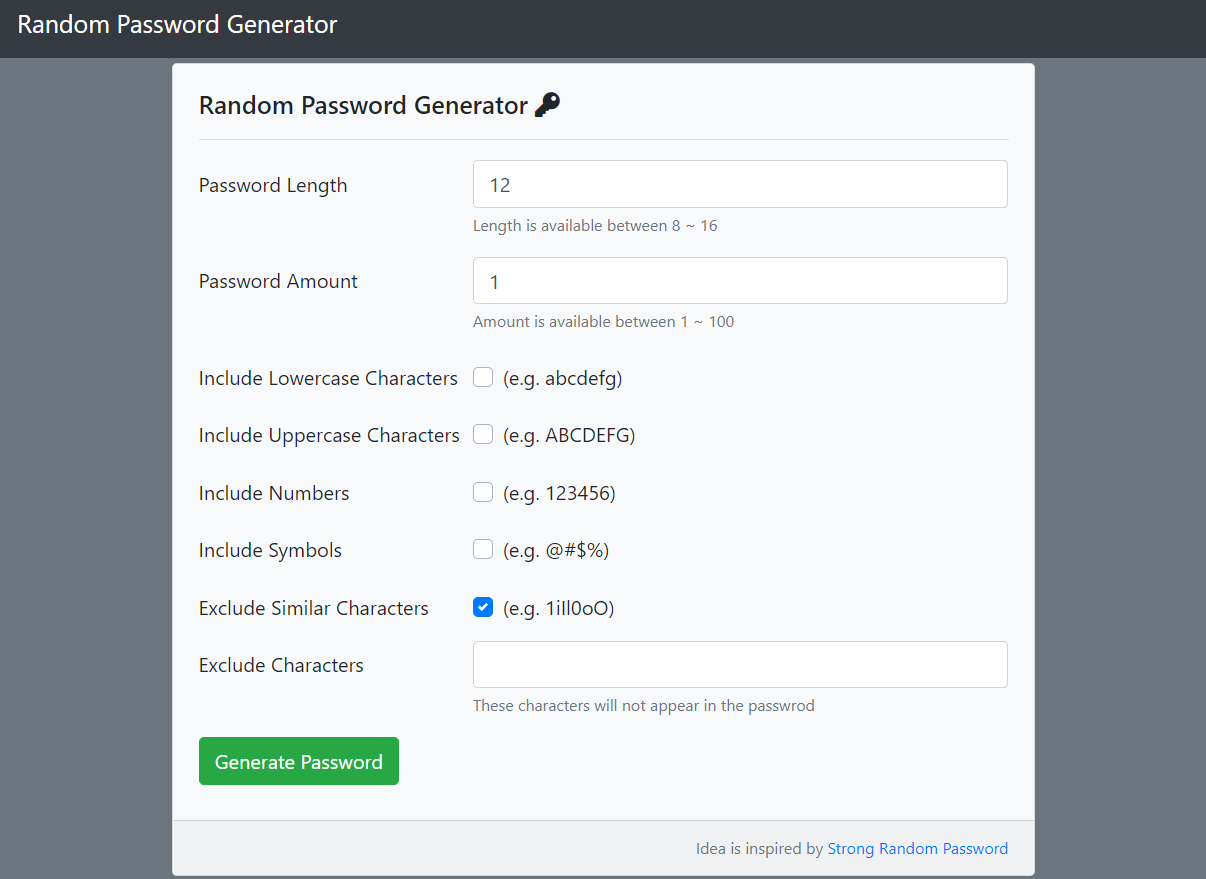 Random Password Generator
Random Password Generator
Password Length 12
Length is available between 8 ~ 16
Password Amount 1
Amount is available between 1 ~ 100
Include Lowercase Characters (e.g. abcdefg)
Include Uppercase Characters (e.g. ABCDEFG)
Include Numbers (e.g. 123456)
Include Symbols (e.g. @#$%)
Exclude Similar Characters (e.g. 1iIl0oO)
Exclude Characters
These characters will not appear in the passwrod
Generate Password
Idea is inspired by Strong Random Password